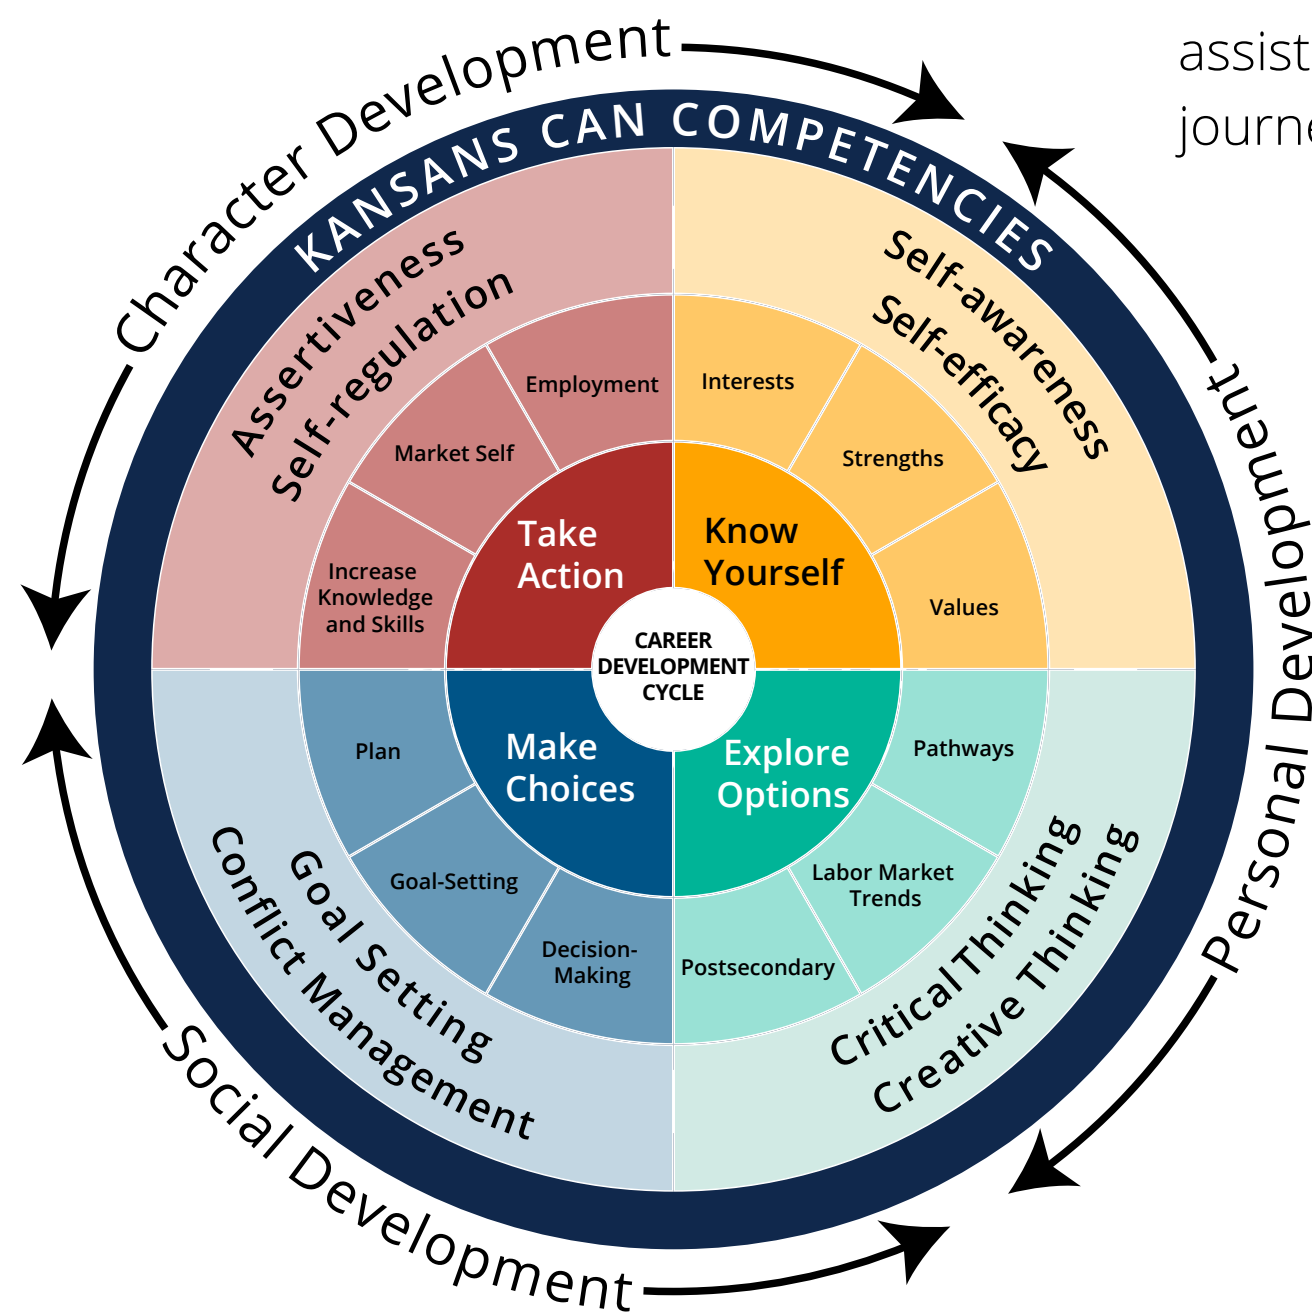 Character Development
assist
journe
KANSANS CAN COMPETENCIES
Assertiveness
Self-regulation
Self-awareness
Self-efficacy
Employment
Interests
Market Self
Strengths
Increase
Knowledge
and Skills
Values
Take
Action
Know
Yourself
CAREER
DEVELOPMENT
CYCLE
Make
Choices
Explore
Options
Plan
Pathways
Goal-Setting
Labor Market
Trends
Decision-
Making
Postsecondary
Goal Setting
Conflict Management
Critical Thinking
Creative Thinking
Personal Development
Social Development